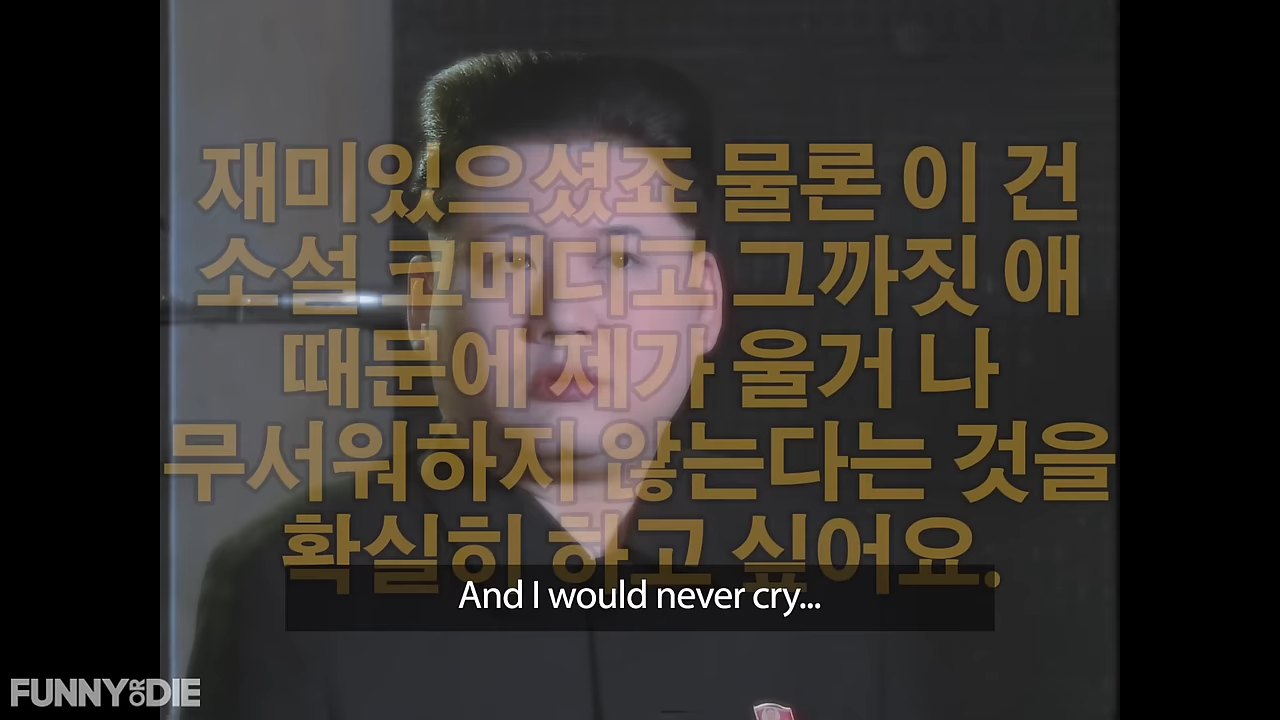 재미있으셨죠 물론 이 건
소설 코메디고 그까짓 애
때문에 제가 울거 나
무서워하지 않는다는 것을
확실히 하고 싶어요.
And I would never cry...
FUNNY OR DIE